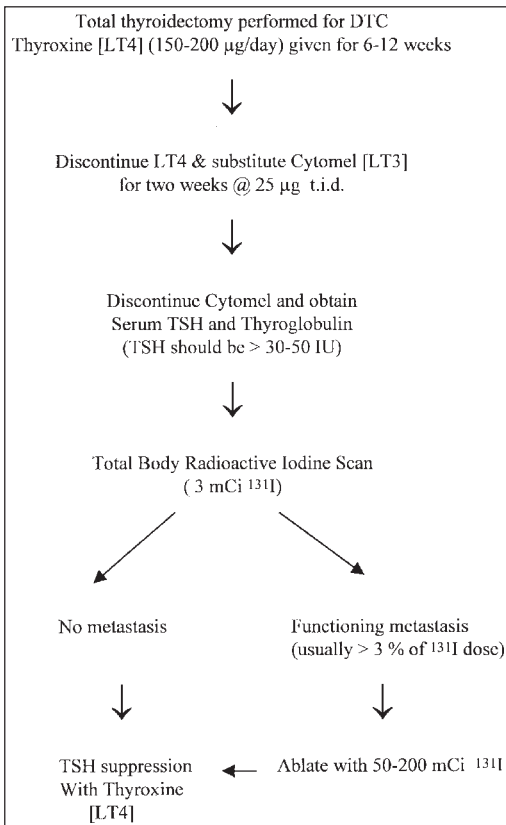 Total thyroidectomy performed for DTC
Thyroxine [LT4] (150-200 µg/day) given for 6-12 weeks
Discontinue LT4 & substitute Cytomel [LT3]
for two weeks @ 25 µg t.i.d.
Discontinue Cytomel and obtain
Serum TSH and Thyroglobulin
(TSH should be > 30-50 IU)
Total Body Radioactive Iodine Scan
( 3 mCi ¹³¹I)
No metastasis
Functioning metastasis
(usually > 3 % of ¹³¹I dose)
TSH suppression
With Thyroxine
[LT4]
Ablate with 50-200 mCi ¹³¹I